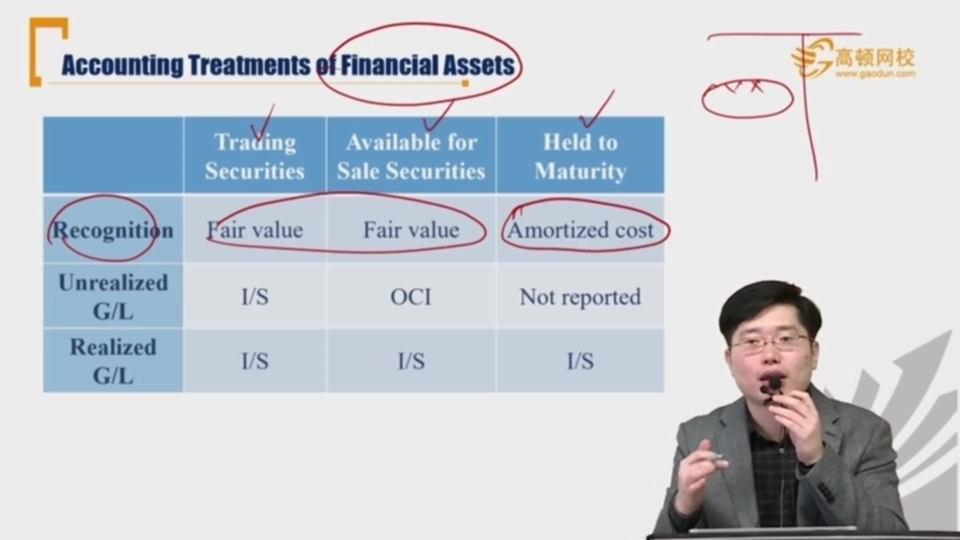 Accounting Treatments of Financial Assets
高顿网校
www.gaodun.com
Trading
Securities
Available for
Sale Securities
Held to
Maturity
Recognition
Fair value
Fair value
Amortized cost
Unrealized
G/L
I/S
OCI
Not reported
Realized
G/L
I/S
I/S
I/S